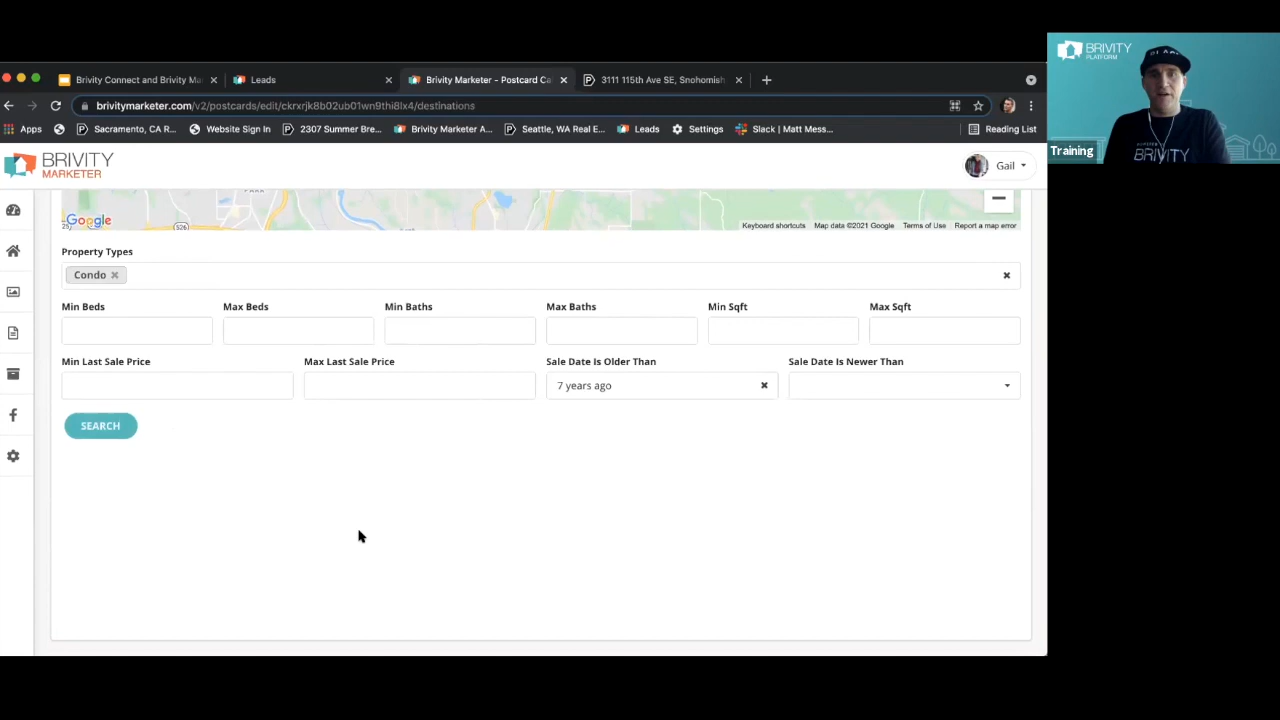 BRIVITY
PLATFORM
Training
BRIVITY
Brivity Connect and Brivity Ma
Leads
Brivity Marketer - Postcard Ca
3111 115th Ave SE, Snohomish
brivitymarketer.com/v2/postcards/edit/ckrxrjk8b02ub01wn9thi8lx4/destinations
Apps
Sacramento, CA R...
Website Sign In
2307 Summer Bre...
Brivity Marketer A...
Seattle, WA Real E...
Leads
Settings
Slack | Matt Mess...
Reading List
BRIVITY
MARKETER
Gail
Google
526
Keyboard shortcuts
Map data ©2021 Google
Terms of Use
Report a map error
Property Types
Condo
Min Beds
Max Beds
Min Baths
Max Baths
Min Sqft
Max Sqft
Min Last Sale Price
Max Last Sale Price
Sale Date Is Older Than
Sale Date Is Newer Than
7 years ago
SEARCH